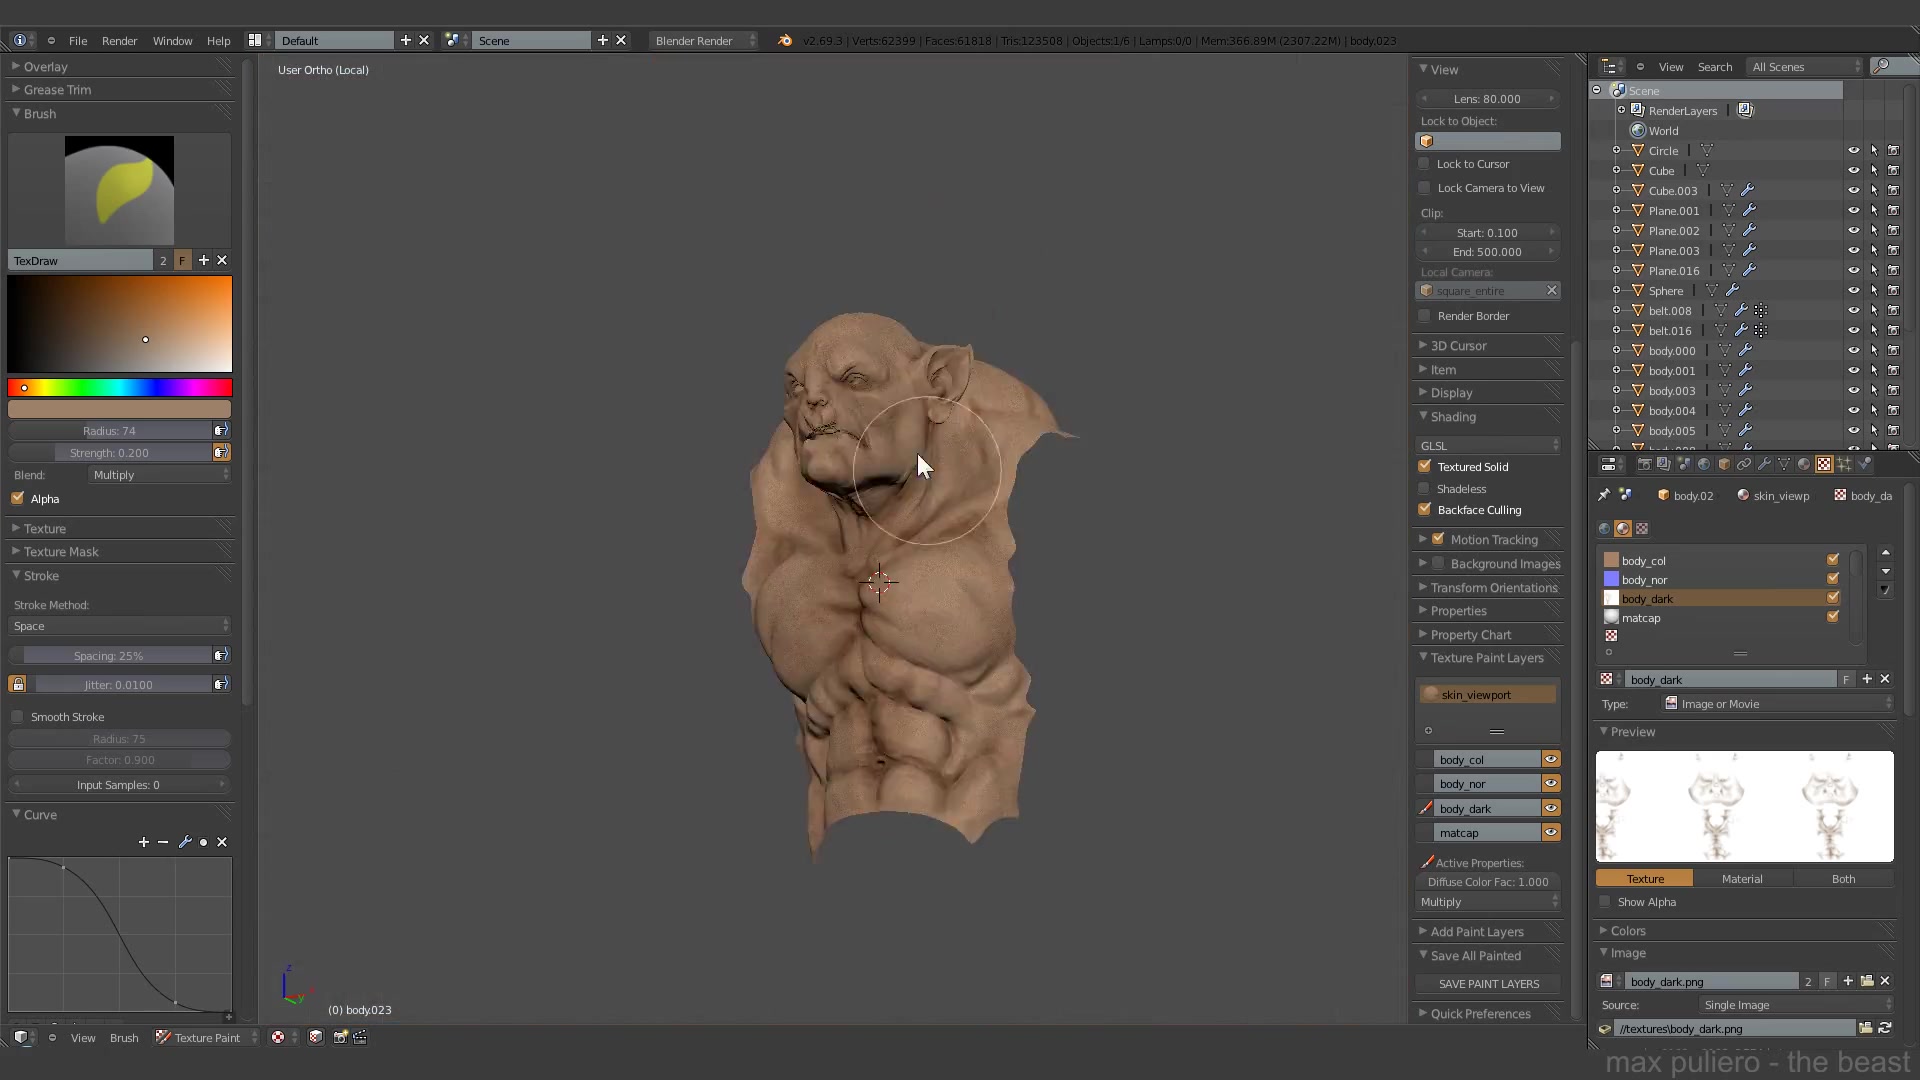 File Render Window Help Default Scene Blender Render v2.69.3 | Verts:62399 | Faces:61818 | Tris:123508 | Objects:1/6 | Lamps:0/0 | Mem:366.89M (2307.22M) | body.023
Overlay
Grease Trim
Brush
TexDraw 2 F
Radius: 74
Strength: 0.200
Blend: Multiply
Alpha
Texture
Texture Mask
Stroke
Stroke Method:
Space
Spacing: 25%
Jitter: 0.0100
Smooth Stroke
Radius: 75
Factor: 0.900
Input Samples: 0
Curve
User Ortho (Local)
z
y
(0) body.023
View Brush Texture Paint
View
Lens: 80.000
Lock to Object:
Lock to Cursor
Lock Camera to View
Clip:
Start: 0.100
End: 500.000
Local Camera:
square_entire
Render Border
3D Cursor
Item
Display
Shading
GLSL
Textured Solid
Shadeless
Backface Culling
Motion Tracking
Background Images
Transform Orientations
Properties
Property Chart
Texture Paint Layers
skin_viewport
body_col
body_nor
body_dark
matcap
Active Properties:
Diffuse Color Fac: 1.000
Multiply
Add Paint Layers
Save All Painted
SAVE PAINT LAYERS
Quick Preferences
View Search All Scenes
Scene
RenderLayers
World
Circle
Cube
Cube.003
Plane.001
Plane.002
Plane.003
Plane.016
Sphere
belt.008
belt.016
body.000
body.001
body.003
body.004
body.005
body.02 skin_viewp body_da
body_col
body_nor
body_dark
matcap
body_dark F
Type: Image or Movie
Preview
Texture Material Both
Show Alpha
Colors
Image
body_dark.png 2 F
Source: Single Image
//textures\body_dark.png
max puliero - the beast